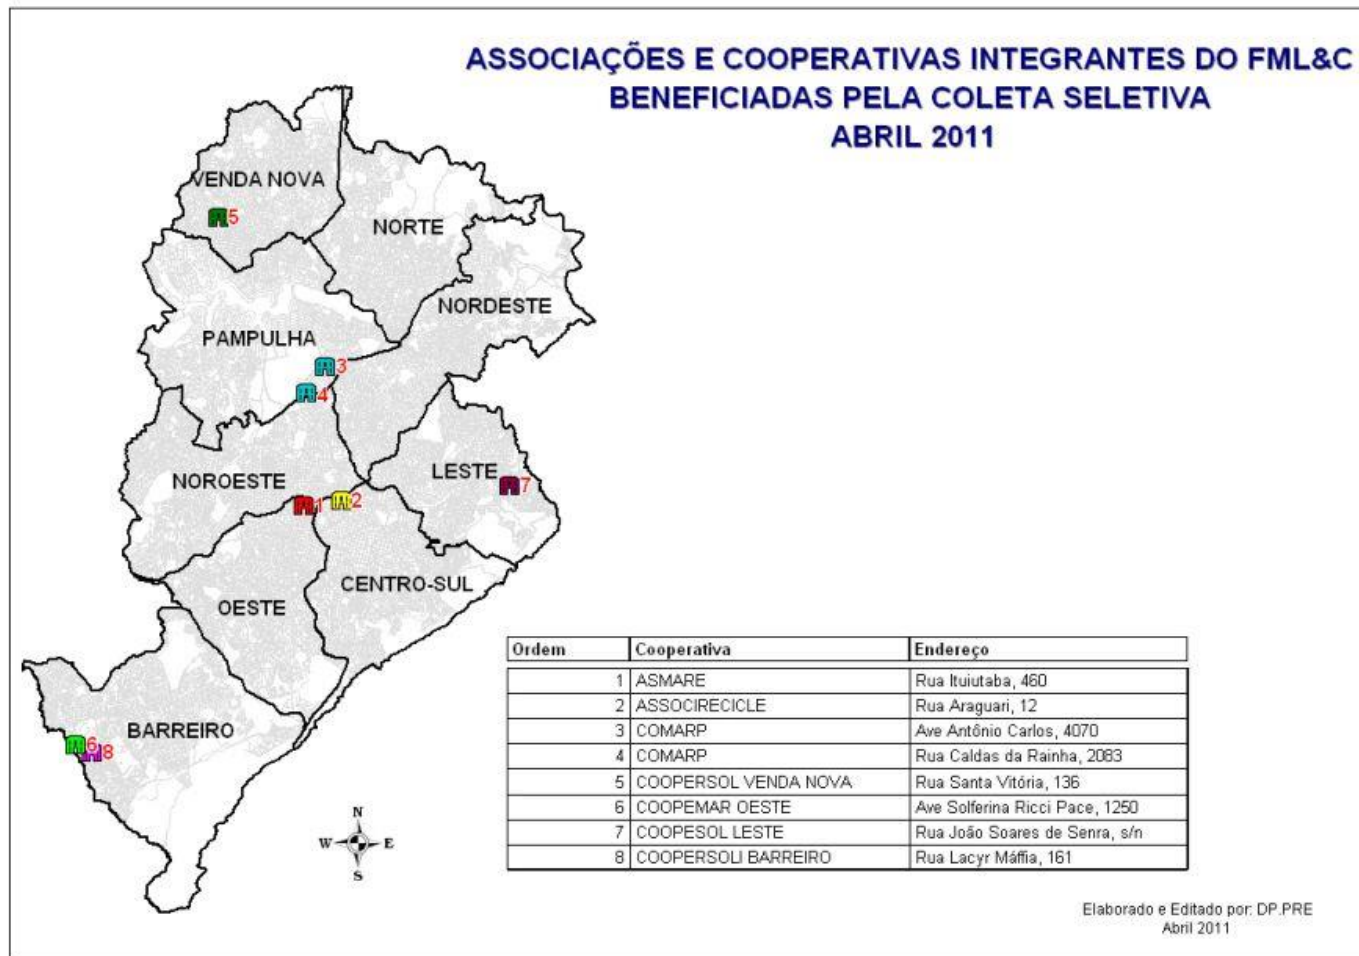 ASSOCIAÇÕES E COOPERATIVAS INTEGRANTES DO FML&C
BENEFICIADAS PELA COLETA SELETIVA
ABRIL 2011
VENDA NOVA
5
NORTE
NORDESTE
PAMPULHA
3
4
NOROESTE
LESTE
7
1
2
CENTRO-SUL
OESTE
BARREIRO
6
8
N
W E
S
Ordem Cooperativa Endereço
1 ASMARE Rua Ituiutaba, 460
2 ASSOCIRECICLE Rua Araguari, 12
3 COMARP Ave Antônio Carlos, 4070
4 COMARP Rua Caldas da Rainha, 2083
5 COOPERSOL VENDA NOVA Rua Santa Vitória, 136
6 COOPEMAR OESTE Ave Solferina Ricci Pace, 1250
7 COOPESOL LESTE Rua João Soares de Senra, s/n
8 COOPERSOLI BARREIRO Rua Lacyr Máffia, 161
Elaborado e Editado por: DP.PRE
Abril 2011